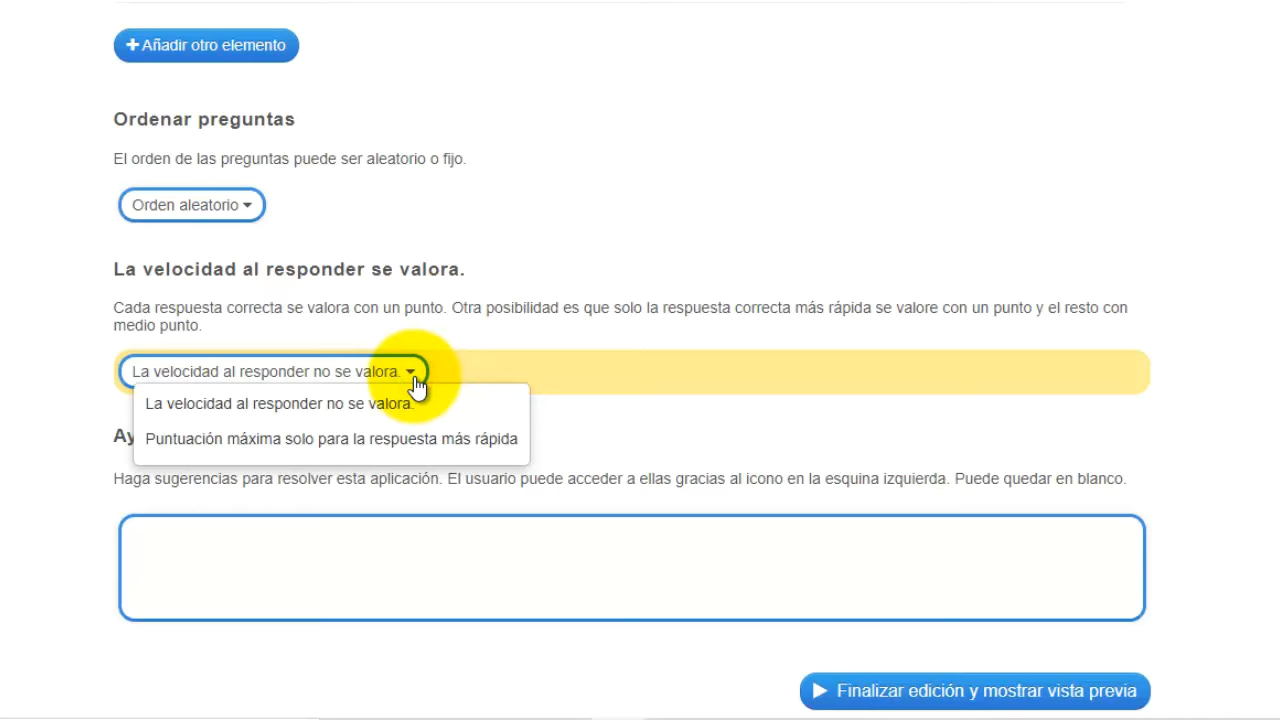 Añadir otro elemento
Ordenar preguntas
El orden de las preguntas puede ser aleatorio o fijo.
Orden aleatorio
La velocidad al responder se valora.
Cada respuesta correcta se valora con un punto. Otra posibilidad es que solo la respuesta correcta más rápida se valore con un punto y el resto con
medio punto.
La velocidad al responder no se valora.
La velocidad al responder no se valora.
Puntuación máxima solo para la respuesta más rápida
Ay
Haga sugerencias para resolver esta aplicación. El usuario puede acceder a ellas gracias al icono en la esquina izquierda. Puede quedar en blanco.
Finalizar edición y mostrar vista previa